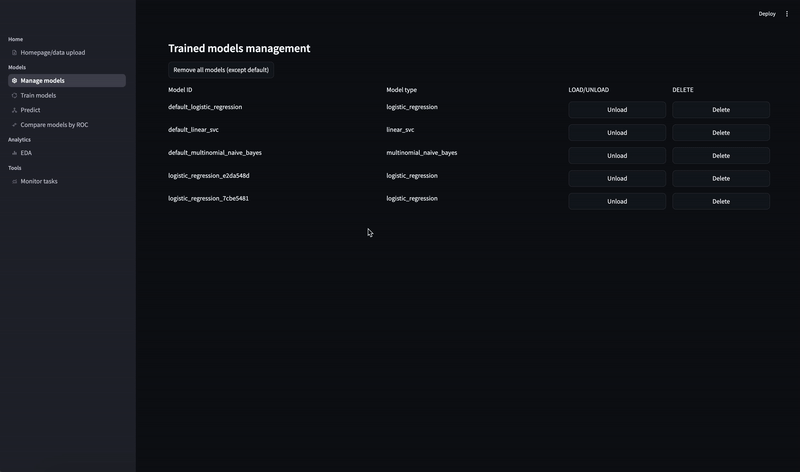 Deploy
Home
Homepage/data upload
Models
Manage models
Train models
Predict
Compare models by ROC
Analytics
EDA
Tools
Monitor tasks
Trained models management
Remove all models (except default)
Model ID Model type LOAD/UNLOAD DELETE
default_logistic_regression logistic_regression Unload Delete
default_linear_svc linear_svc Unload Delete
default_multinomial_naive_bayes multinomial_naive_bayes Unload Delete
logistic_regression_e2da548d logistic_regression Unload Delete
logistic_regression_7cbe5481 logistic_regression Unload Delete